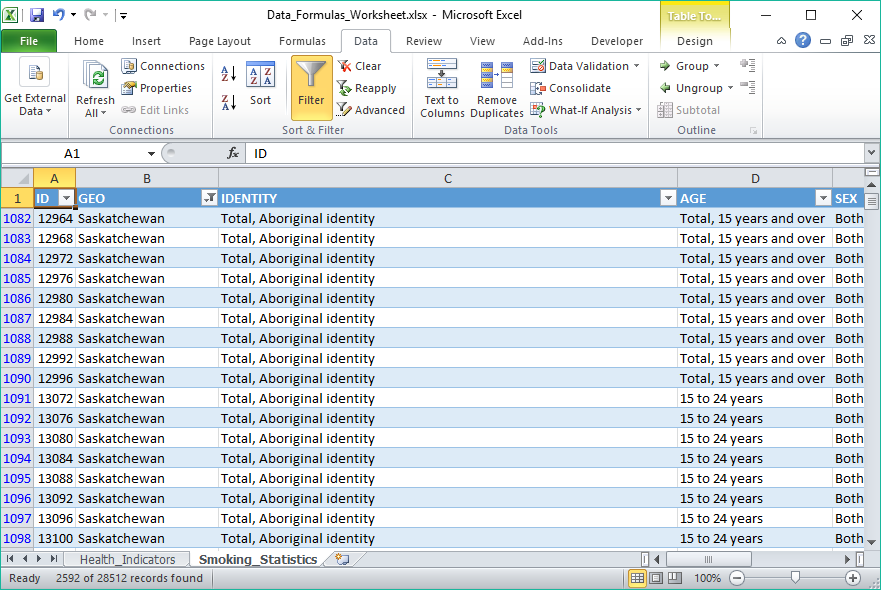 Data_Formulas_Worksheet.xlsx - Microsoft Excel
Table To...
File Home Insert Page Layout Formulas Data Review View Add-Ins Developer Design
Get External Data
Refresh All
Connections
Properties
Edit Links
Connections
Sort
Filter
Clear
Reapply
Advanced
Sort & Filter
Text to Columns
Remove Duplicates
Data Validation
Consolidate
What-If Analysis
Data Tools
Group
Ungroup
Subtotal
Outline
A1 fx ID
A B C D
1 ID GEO IDENTITY AGE SEX
1082 12964 Saskatchewan Total, Aboriginal identity Total, 15 years and over Both
1083 12968 Saskatchewan Total, Aboriginal identity Total, 15 years and over Both
1084 12972 Saskatchewan Total, Aboriginal identity Total, 15 years and over Both
1085 12976 Saskatchewan Total, Aboriginal identity Total, 15 years and over Both
1086 12980 Saskatchewan Total, Aboriginal identity Total, 15 years and over Both
1087 12984 Saskatchewan Total, Aboriginal identity Total, 15 years and over Both
1088 12988 Saskatchewan Total, Aboriginal identity Total, 15 years and over Both
1089 12992 Saskatchewan Total, Aboriginal identity Total, 15 years and over Both
1090 12996 Saskatchewan Total, Aboriginal identity Total, 15 years and over Both
1091 13072 Saskatchewan Total, Aboriginal identity 15 to 24 years Both
1092 13076 Saskatchewan Total, Aboriginal identity 15 to 24 years Both
1093 13080 Saskatchewan Total, Aboriginal identity 15 to 24 years Both
1094 13084 Saskatchewan Total, Aboriginal identity 15 to 24 years Both
1095 13088 Saskatchewan Total, Aboriginal identity 15 to 24 years Both
1096 13092 Saskatchewan Total, Aboriginal identity 15 to 24 years Both
1097 13096 Saskatchewan Total, Aboriginal identity 15 to 24 years Both
1098 13100 Saskatchewan Total, Aboriginal identity 15 to 24 years Both
Health_Indicators Smoking_Statistics
Ready 2592 of 28512 records found 100%